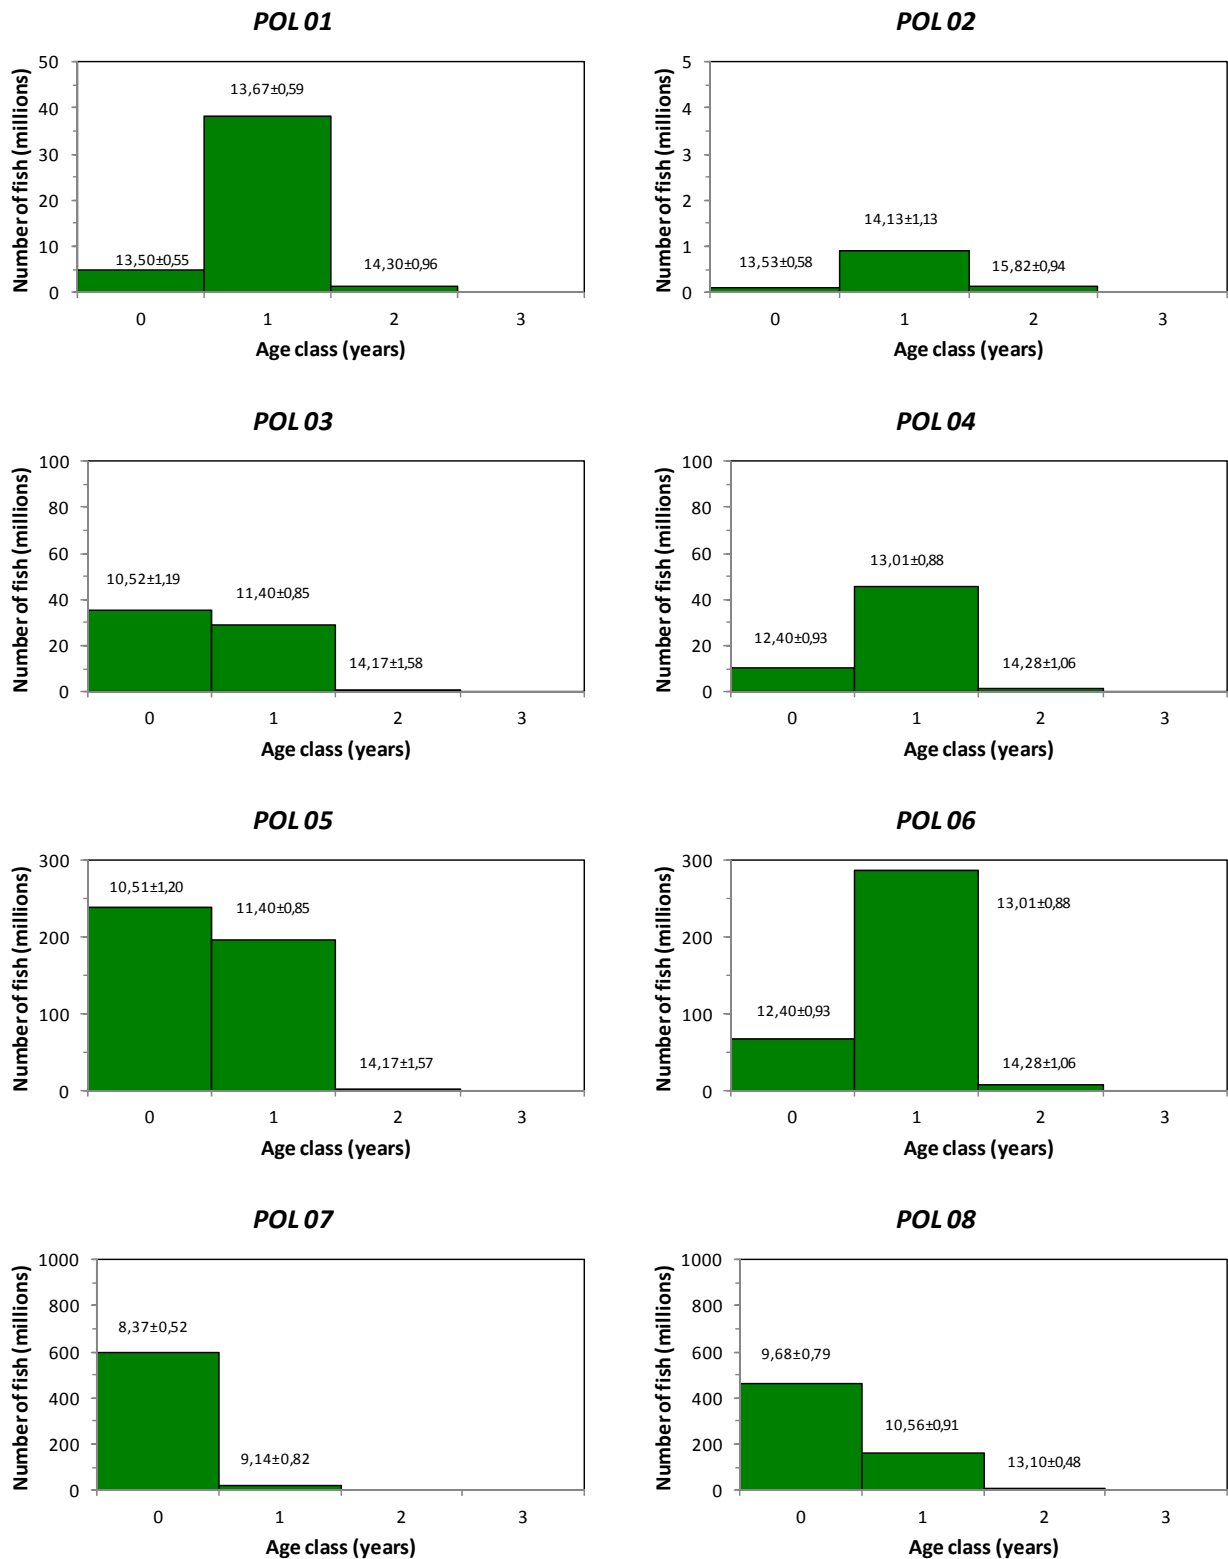 POL 01
Number of fish (millions)
50
40
30
20
10
0
13,50±0,55
13,67±0,59
14,30±0,96
0 1 2 3
Age class (years)
POL 02
Number of fish (millions)
5
4
3
2
1
0
13,53±0,58
14,13±1,13
15,82±0,94
0 1 2 3
Age class (years)
POL 03
Number of fish (millions)
100
80
60
40
20
0
10,52±1,19
11,40±0,85
14,17±1,58
0 1 2 3
Age class (years)
POL 04
Number of fish (millions)
100
80
60
40
20
0
12,40±0,93
13,01±0,88
14,28±1,06
0 1 2 3
Age class (years)
POL 05
Number of fish (millions)
300
200
100
0
10,51±1,20
11,40±0,85
14,17±1,57
0 1 2 3
Age class (years)
POL 06
Number of fish (millions)
300
200
100
0
12,40±0,93
13,01±0,88
14,28±1,06
0 1 2 3
Age class (years)
POL 07
Number of fish (millions)
1000
800
600
400
200
0
8,37±0,52
9,14±0,82
0 1 2 3
Age class (years)
POL 08
Number of fish (millions)
1000
800
600
400
200
0
9,68±0,79
10,56±0,91
13,10±0,48
0 1 2 3
Age class (years)